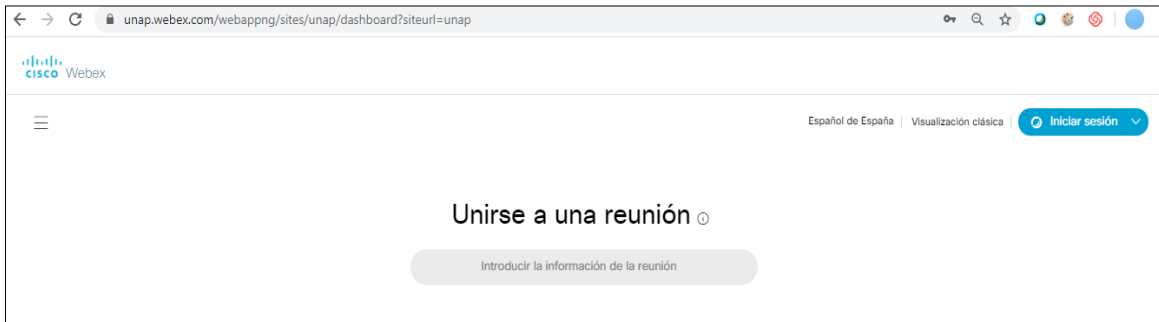 unap.webex.com/webappng/sites/unap/dashboard?siteurl=unap
CISCO Webex
Español de España | Visualización clásica | Iniciar sesión
Unirse a una reunión
Introducir la información de la reunión